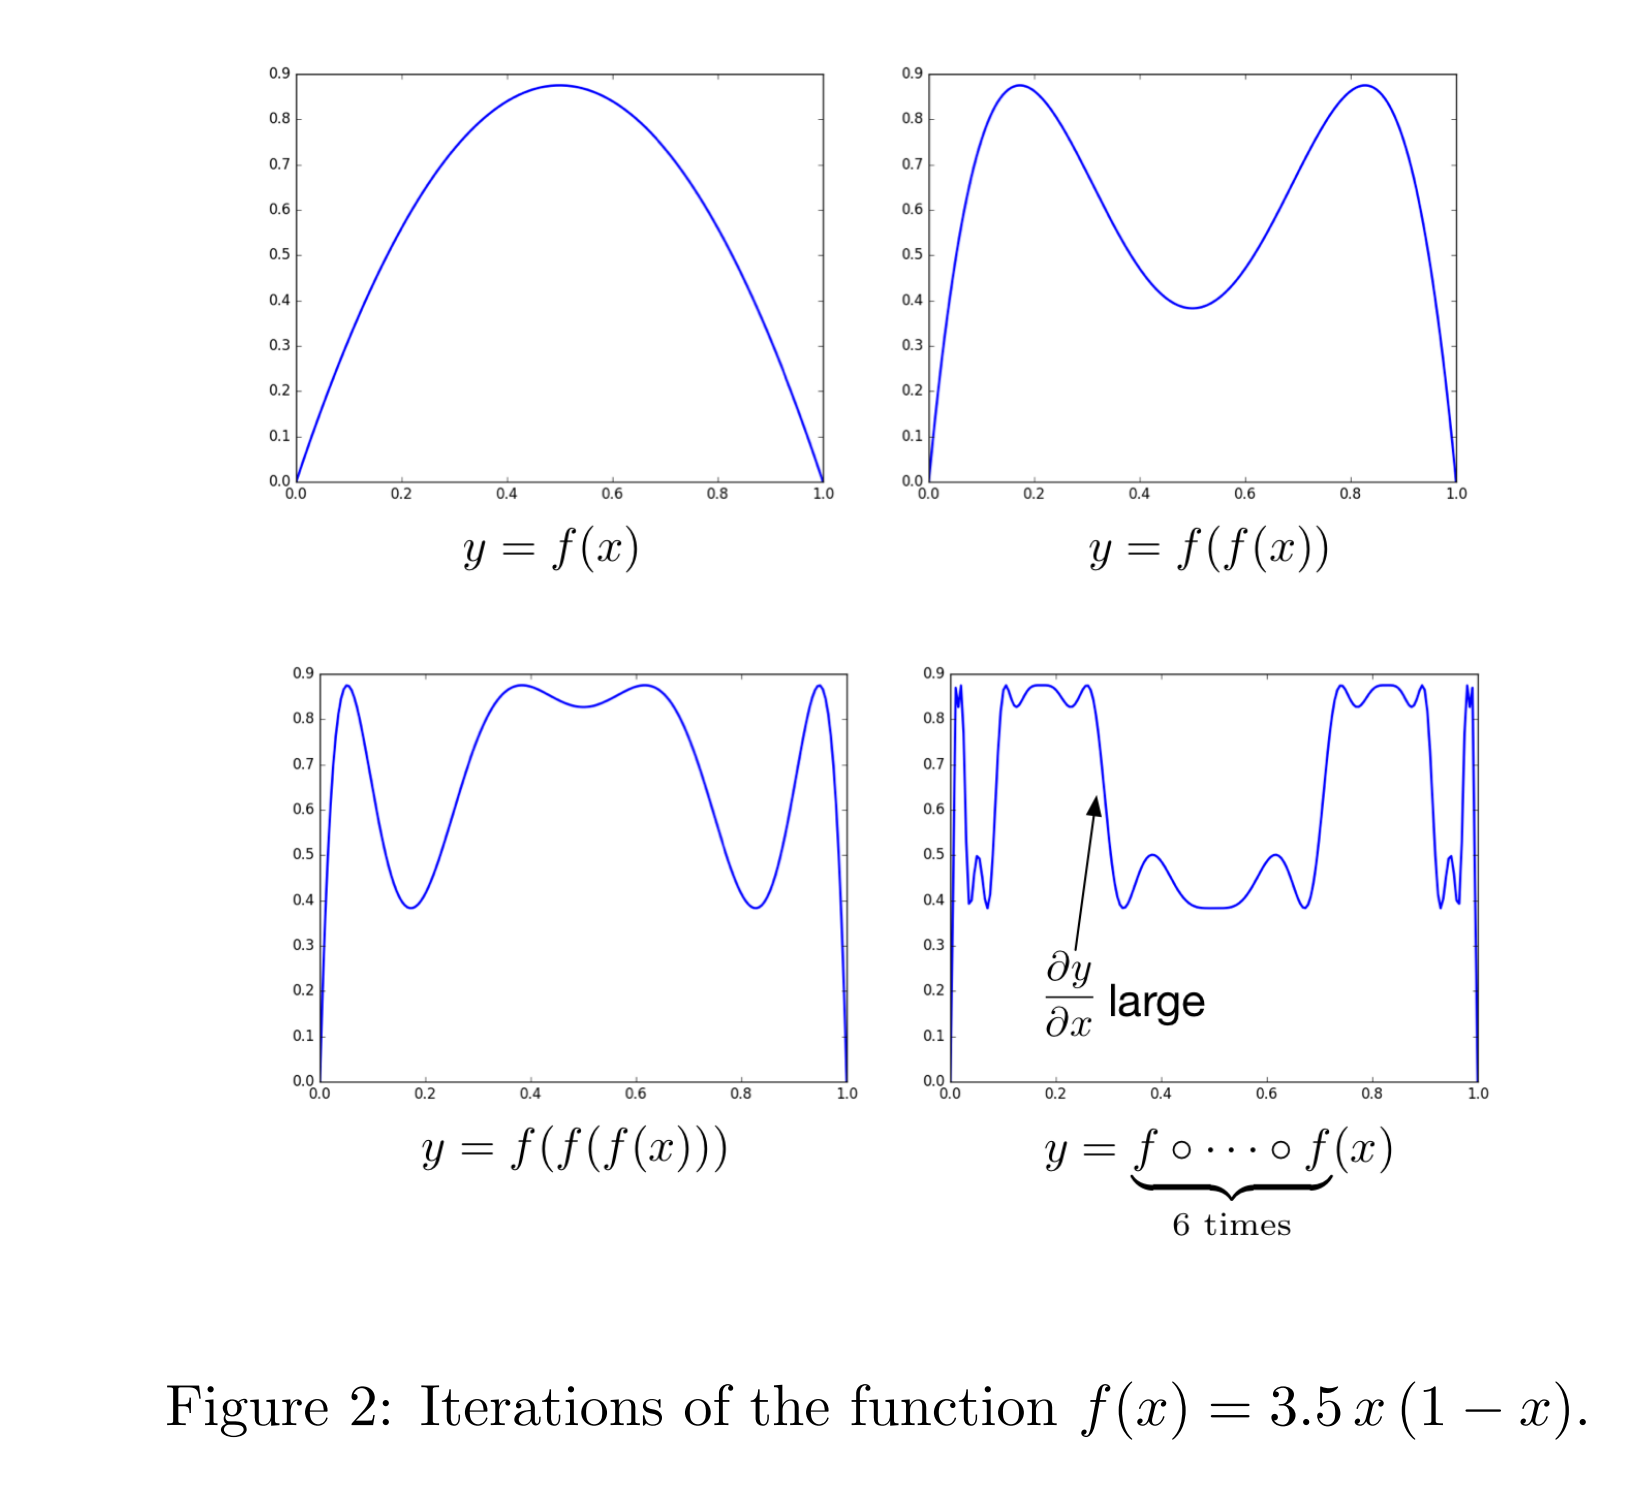 0.9 0.9
0.8 0.8
0.7 0.7
0.6 0.6
0.5 0.5
0.4 0.4
0.3 0.3
0.2 0.2
0.1 0.1
0.0 0.0
0.0 0.2 0.4 0.6 0.8 1.0 0.0 0.2 0.4 0.6 0.8 1.0
y = f(x) y = f(f(x))
0.9 0.9
0.8 0.8
0.7 0.7
0.6 0.6
0.5 0.5
0.4 0.4
0.3 0.3
0.2 0.2
0.1 0.1
0.0 0.0
∂y
∂x large
0.0 0.2 0.4 0.6 0.8 1.0 0.0 0.2 0.4 0.6 0.8 1.0
y = f(f(f(x))) y = f ∘ ··· ∘ f(x)
6 times
Figure 2: Iterations of the function f(x) = 3.5 x (1 − x).